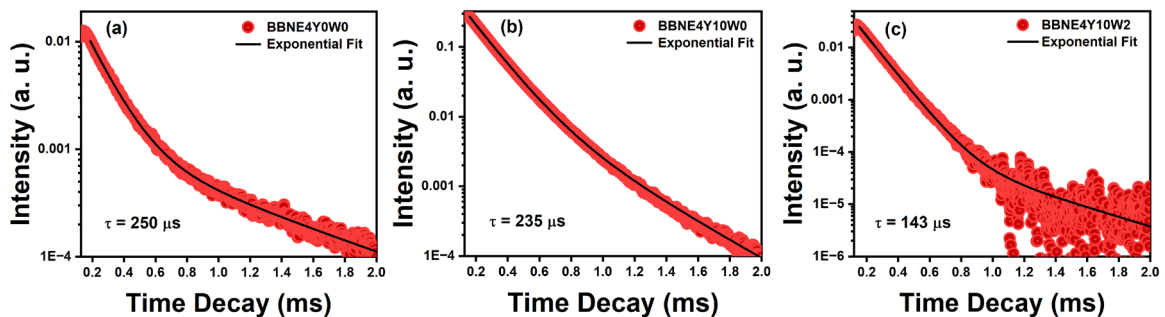 (a)
BBNE4Y0W0
Exponential Fit
0.01
0.001
1E-4
Intensity (a. u.)
τ = 250 μs
0.2 0.4 0.6 0.8 1.0 1.2 1.4 1.6 1.8 2.0
Time Decay (ms)
(b)
BBNE4Y10W0
Exponential Fit
0.1
0.01
0.001
1E-4
Intensity (a. u.)
τ = 235 μs
0.2 0.4 0.6 0.8 1.0 1.2 1.4 1.6 1.8 2.0
Time Decay (ms)
(c)
BBNE4Y10W2
Exponential Fit
0.01
0.001
1E-4
1E-5
1E-6
Intensity (a. u.)
τ = 143 μs
0.2 0.4 0.6 0.8 1.0 1.2 1.4 1.6 1.8 2.0
Time Decay (ms)